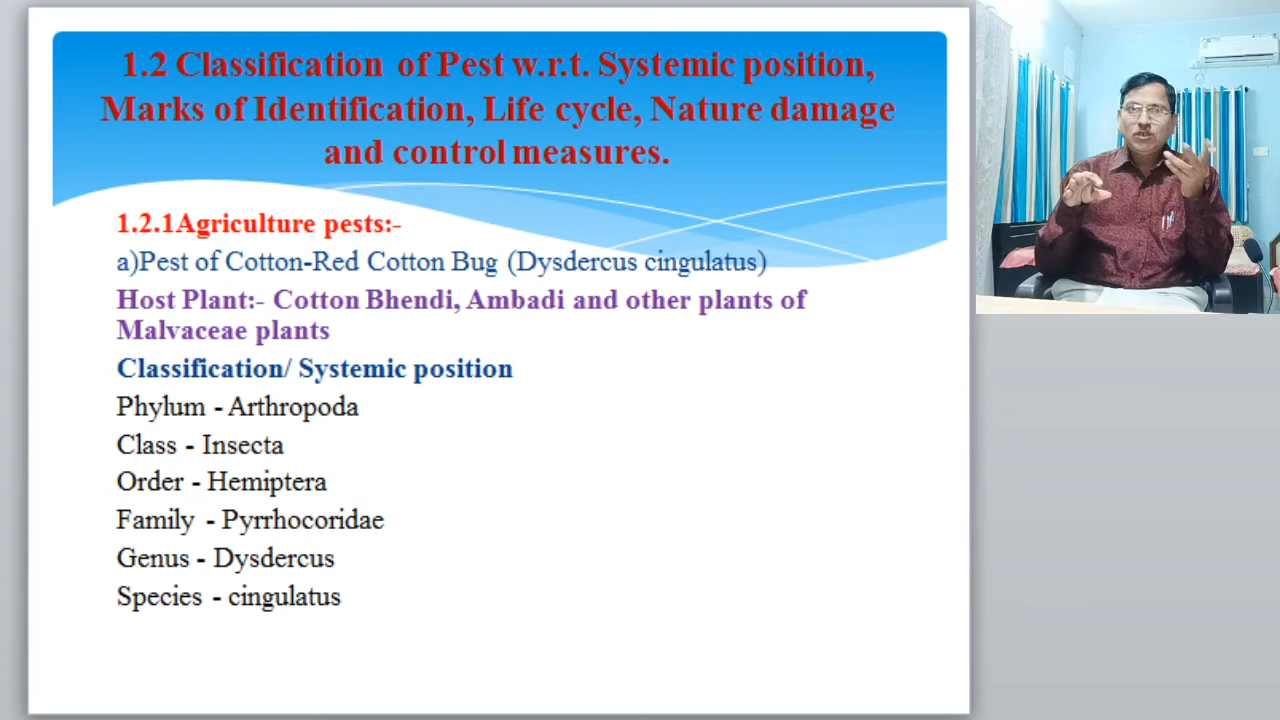 1.2 Classification of Pest w.r.t. Systemic position,
Marks of Identification, Life cycle, Nature damage
and control measures.
1.2.1Agriculture pests:-
a)Pest of Cotton-Red Cotton Bug (Dysdercus cingulatus)
Host Plant:- Cotton Bhendi, Ambadi and other plants of
Malvaceae plants
Classification/ Systemic position
Phylum - Arthropoda
Class - Insecta
Order - Hemiptera
Family - Pyrrhocoridae
Genus - Dysdercus
Species - cingulatus